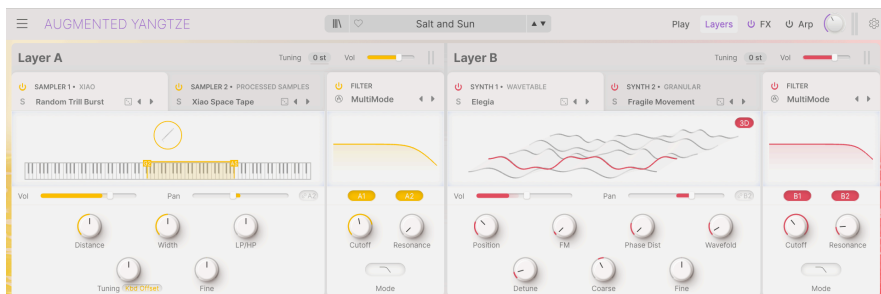 AUGMENTED YANGTZE
Salt and Sun
Play Layers FX Arp
Layer A
Tuning 0 st Vol
Layer B
Tuning 0 st Vol
SAMPLER 1 • XIAO
S Random Trill Burst
SAMPLER 2 • PROCESSED SAMPLES
S Xiao Space Tape
FILTER
MultiMode
SYNTH 1 • WAVETABLE
S Elegia
SYNTH 2 • GRANULAR
S Fragile Movement
FILTER
MultiMode
3D
Vol Pan A2
A1 A2
Vol Pan B2
B1 B2
Distance Width LP/HP
Cutoff Resonance
Position FM Phase Dist Wavefold
Cutoff Resonance
Tuning Kbd Offset Fine
Mode
Detune Coarse Fine
Mode